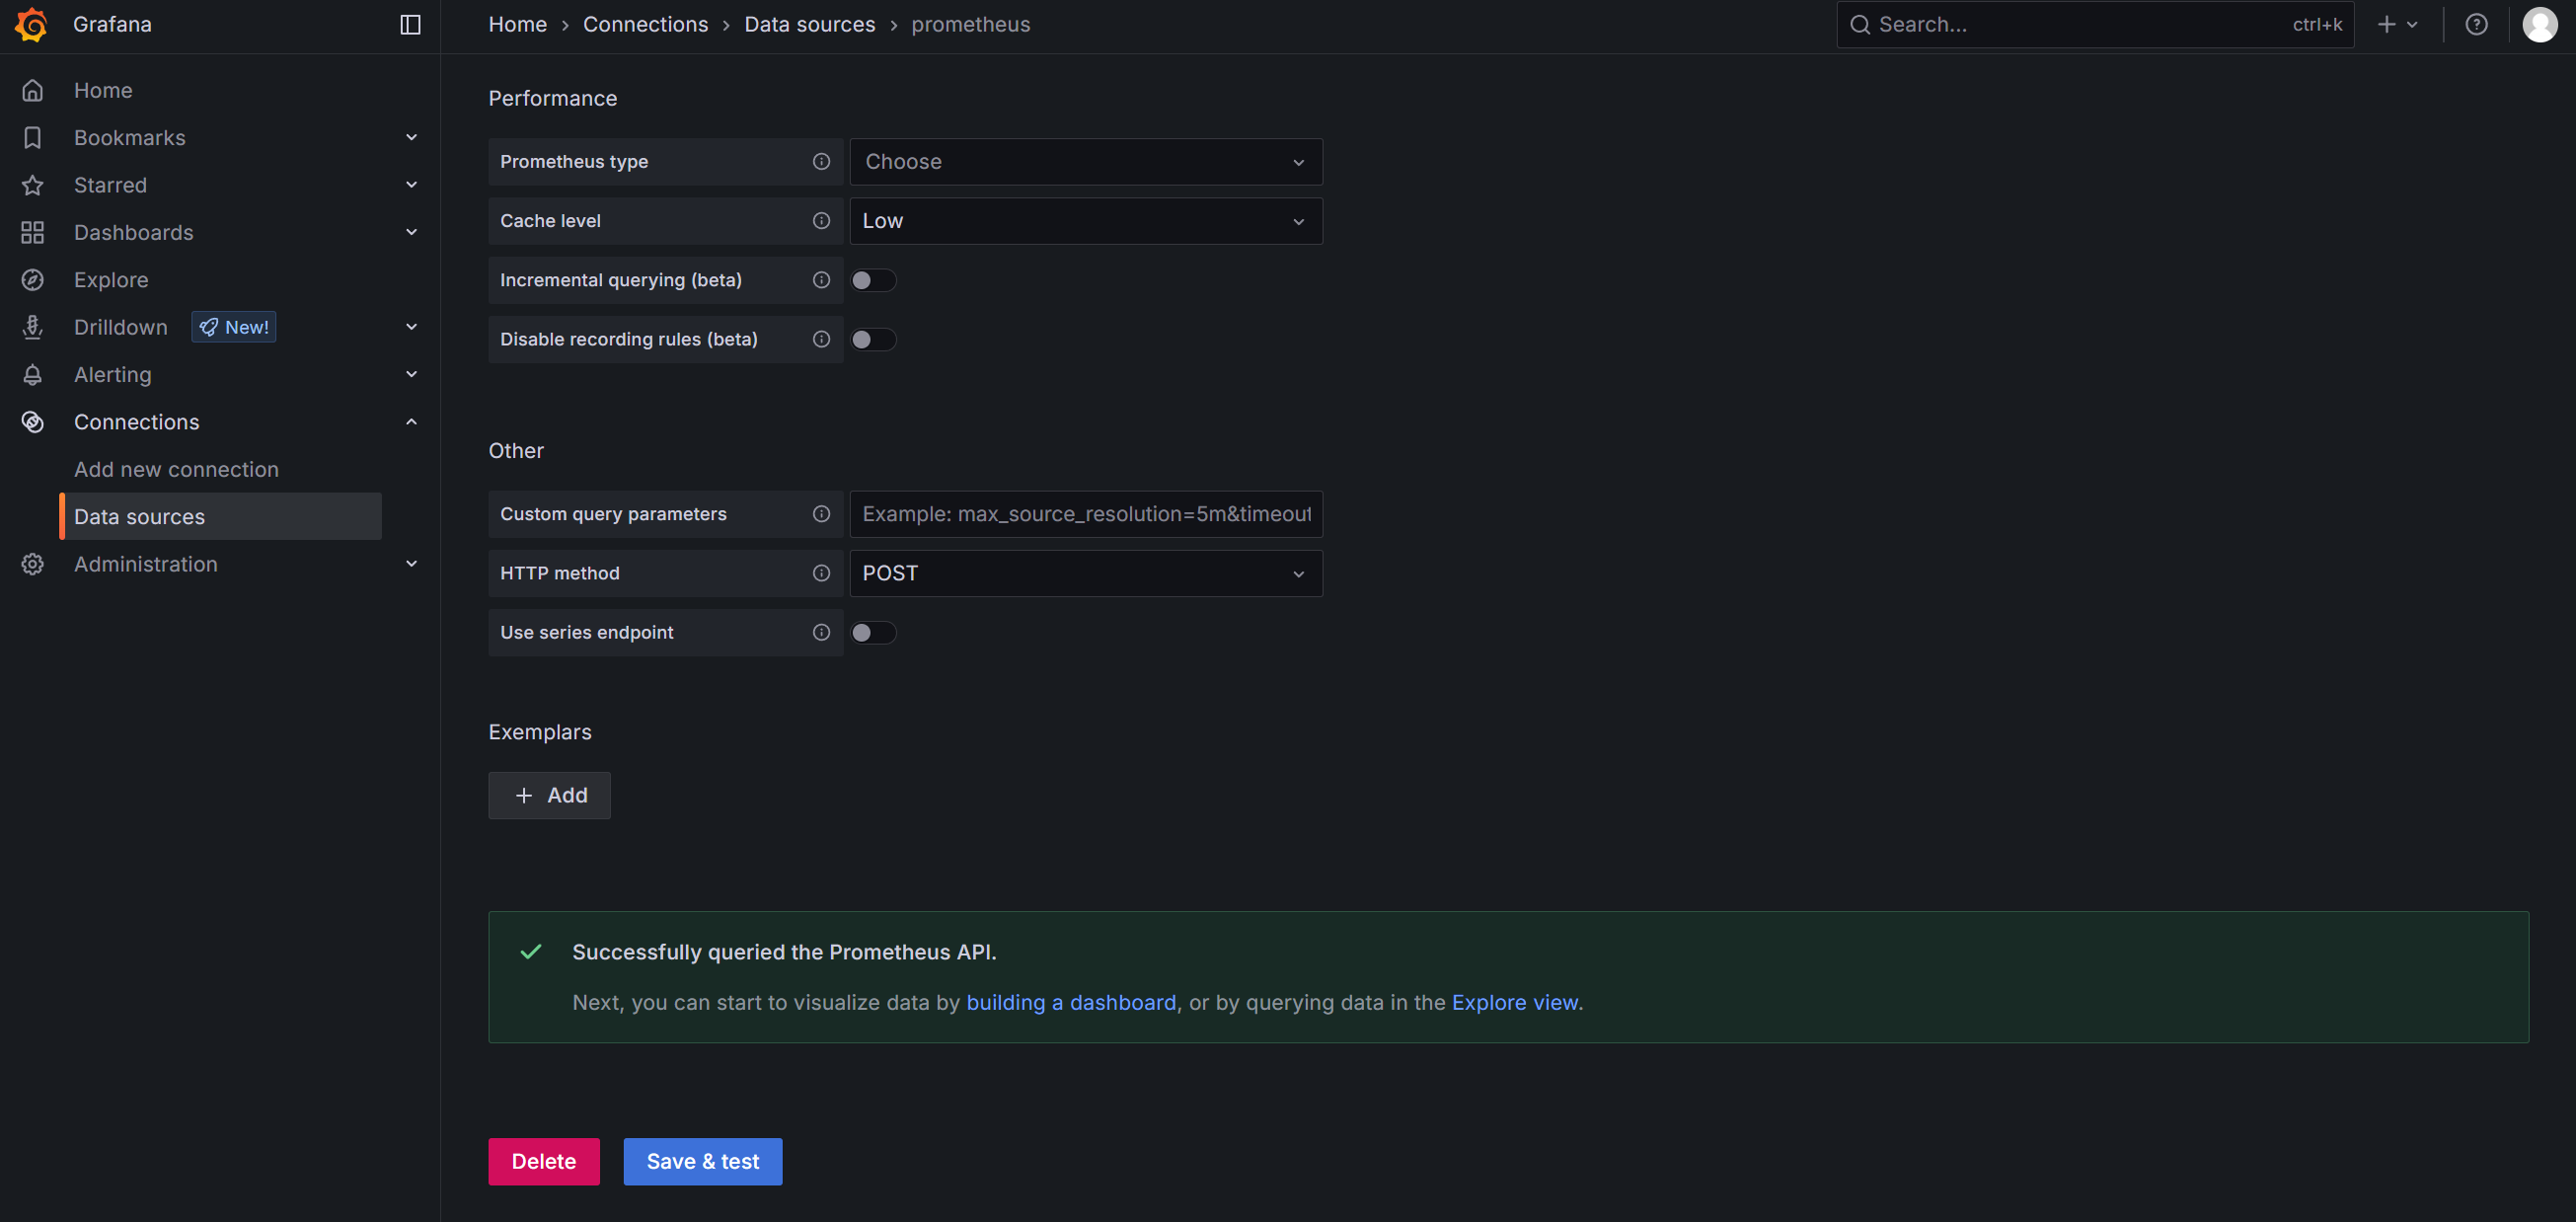 Grafana
Home › Connections › Data sources › prometheus
Search...
ctrl+k
Home
Bookmarks
Starred
Dashboards
Explore
Drilldown
New!
Alerting
Connections
Add new connection
Data sources
Administration
Performance
Prometheus type
Choose
Cache level
Low
Incremental querying (beta)
Disable recording rules (beta)
Other
Custom query parameters
Example: max_source_resolution=5m&timeout
HTTP method
POST
Use series endpoint
Exemplars
Add
Successfully queried the Prometheus API.
Next, you can start to visualize data by building a dashboard, or by querying data in the Explore view.
Delete
Save & test